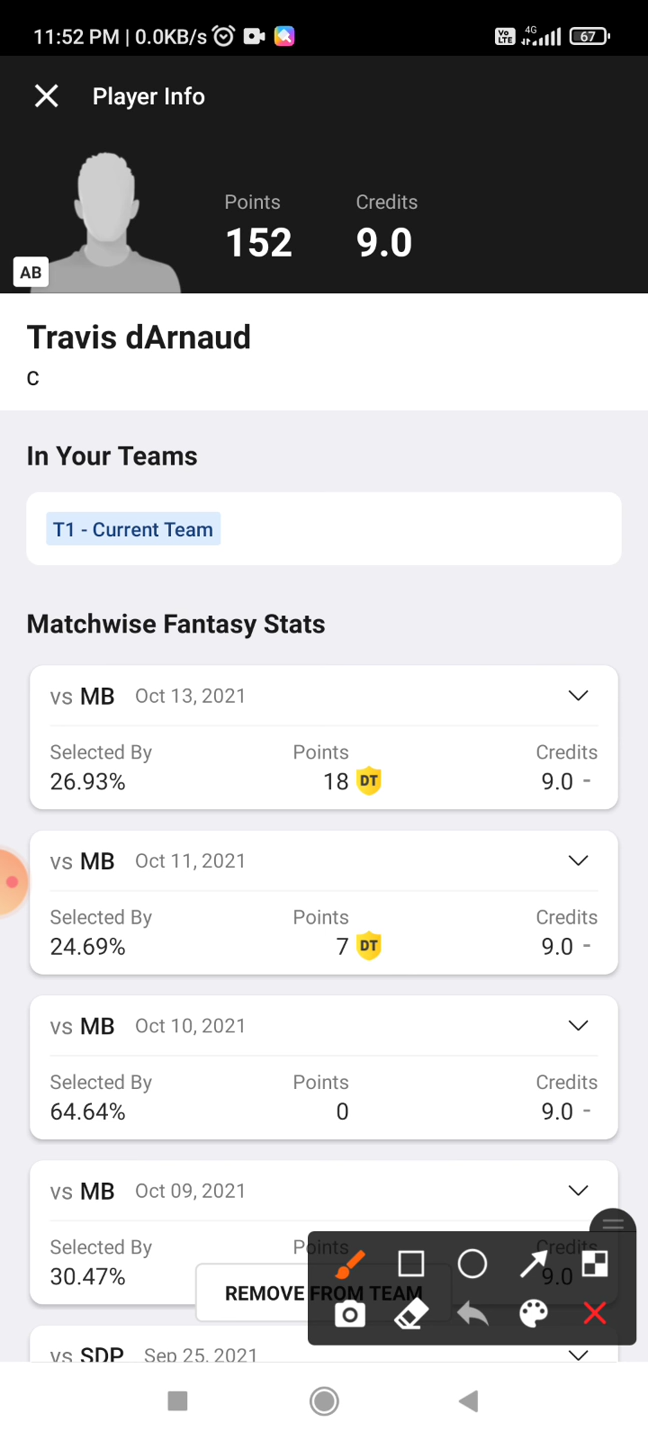 11:52 PM | 0.0KB/s Vo LTE 4G 67
Player Info
Points Credits
152 9.0
AB
Travis dArnaud
C
In Your Teams
T1 - Current Team
Matchwise Fantasy Stats
vs MB Oct 13, 2021
Selected By Points Credits
26.93% 18 DT 9.0 -
vs MB Oct 11, 2021
Selected By Points Credits
24.69% 7 DT 9.0 -
vs MB Oct 10, 2021
Selected By Points Credits
64.64% 0 9.0 -
vs MB Oct 09, 2021
Selected By Points Credits
30.47% 9.0
REMOVE FROM TEAM
vs SDP Sep 25, 2021